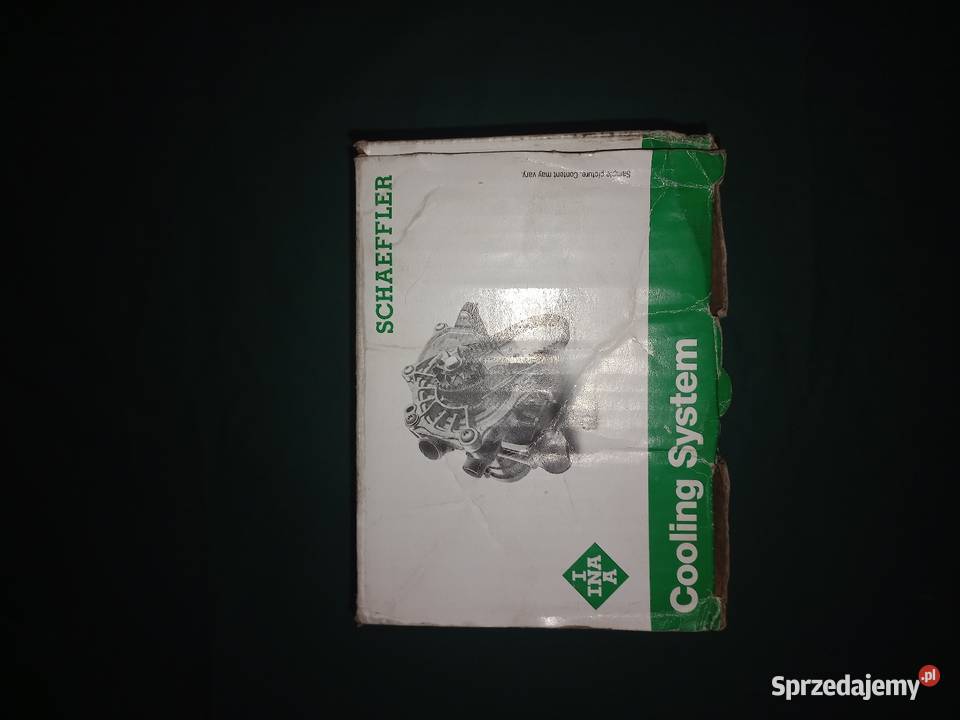 SCHAEFFLER
Sample picture. Content may vary.
I
INA
A
Cooling System
Sprzedajemy.pl